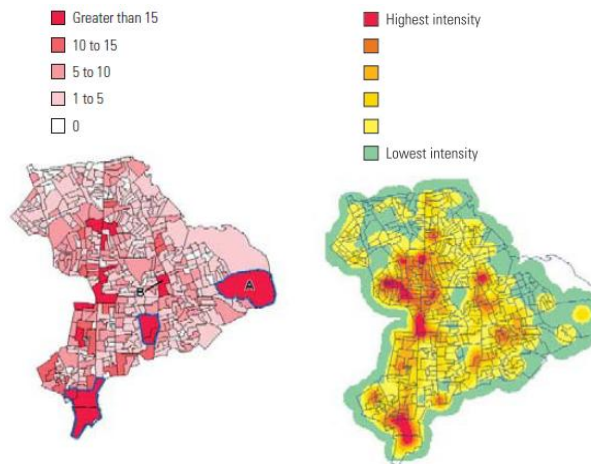 Greater than 15
10 to 15
5 to 10
1 to 5
0
Highest intensity
Lowest intensity
B
A